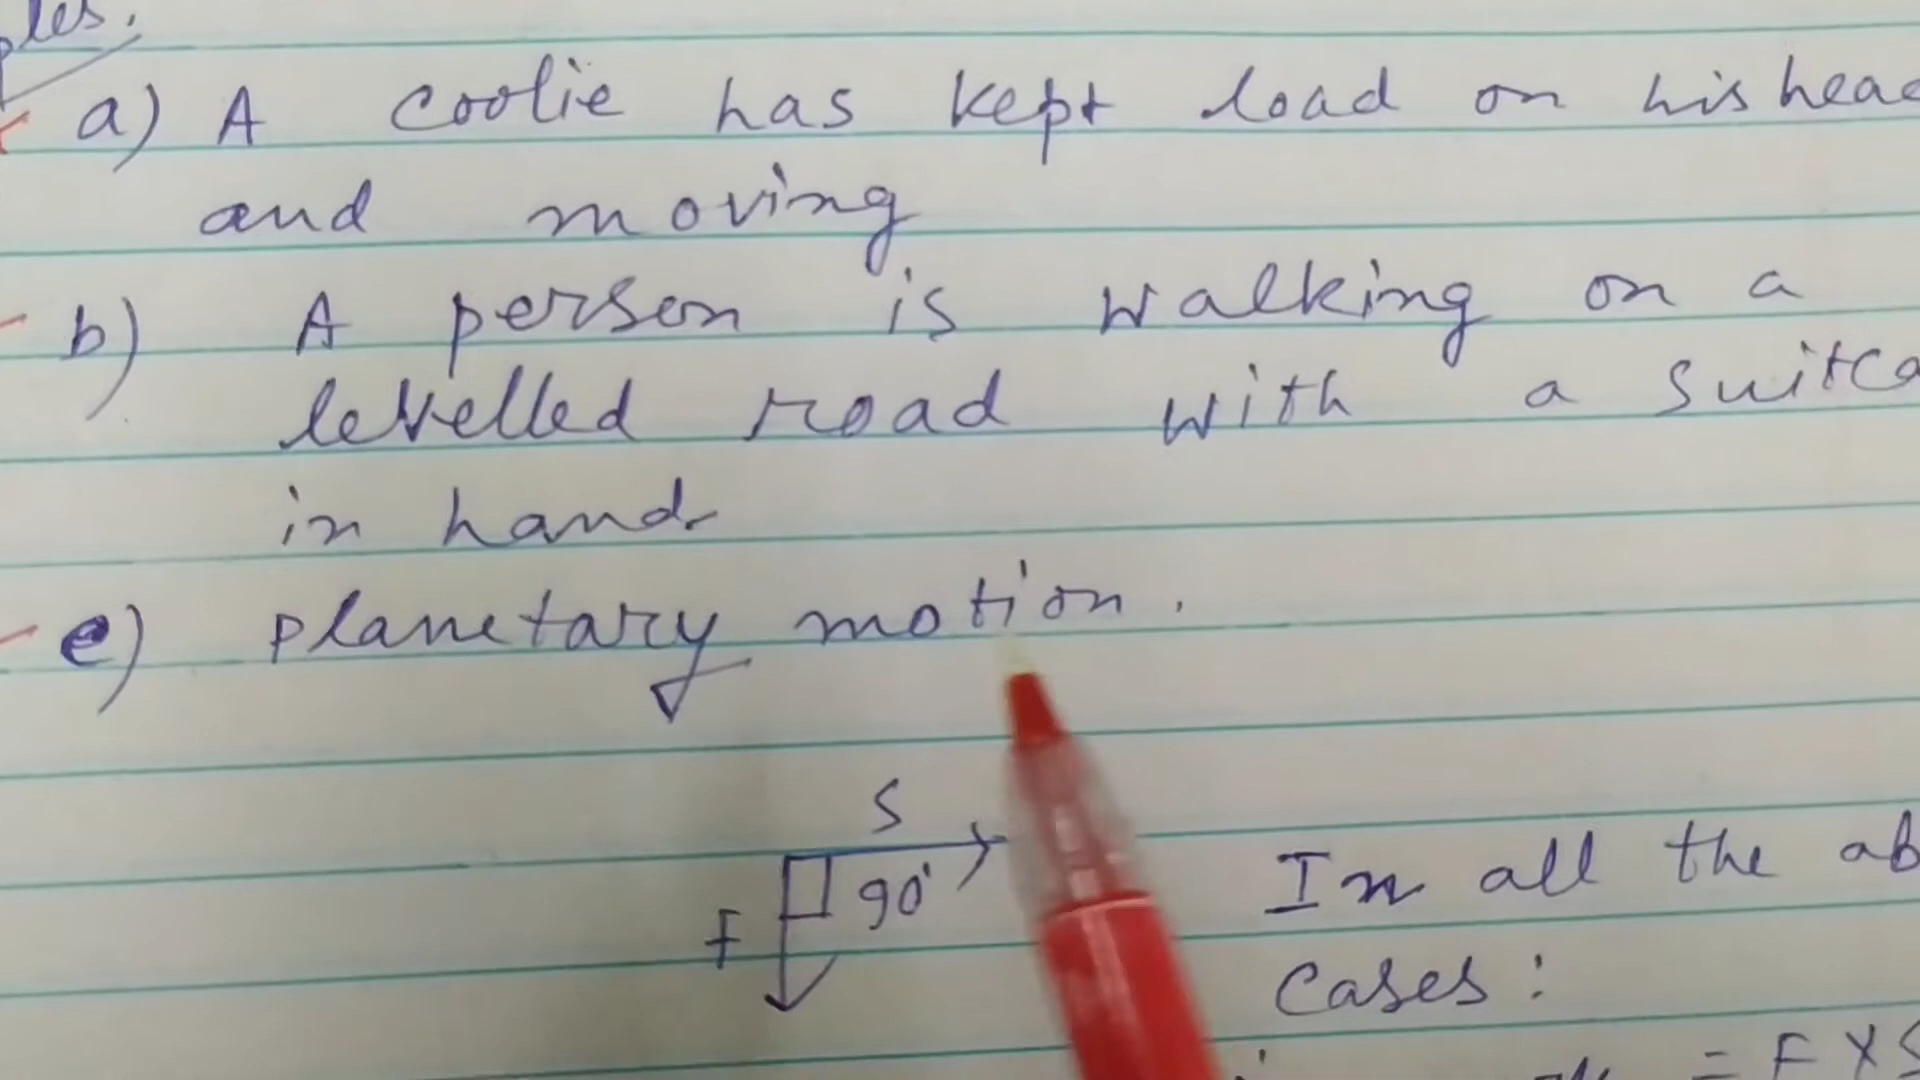 a) A coolie has kept load on his head
and moving
b) A person is walking on a
levelled road with a suitca
in hand
e) planetary motion.
S
F 90°
In all the ab
cases:
= F X S